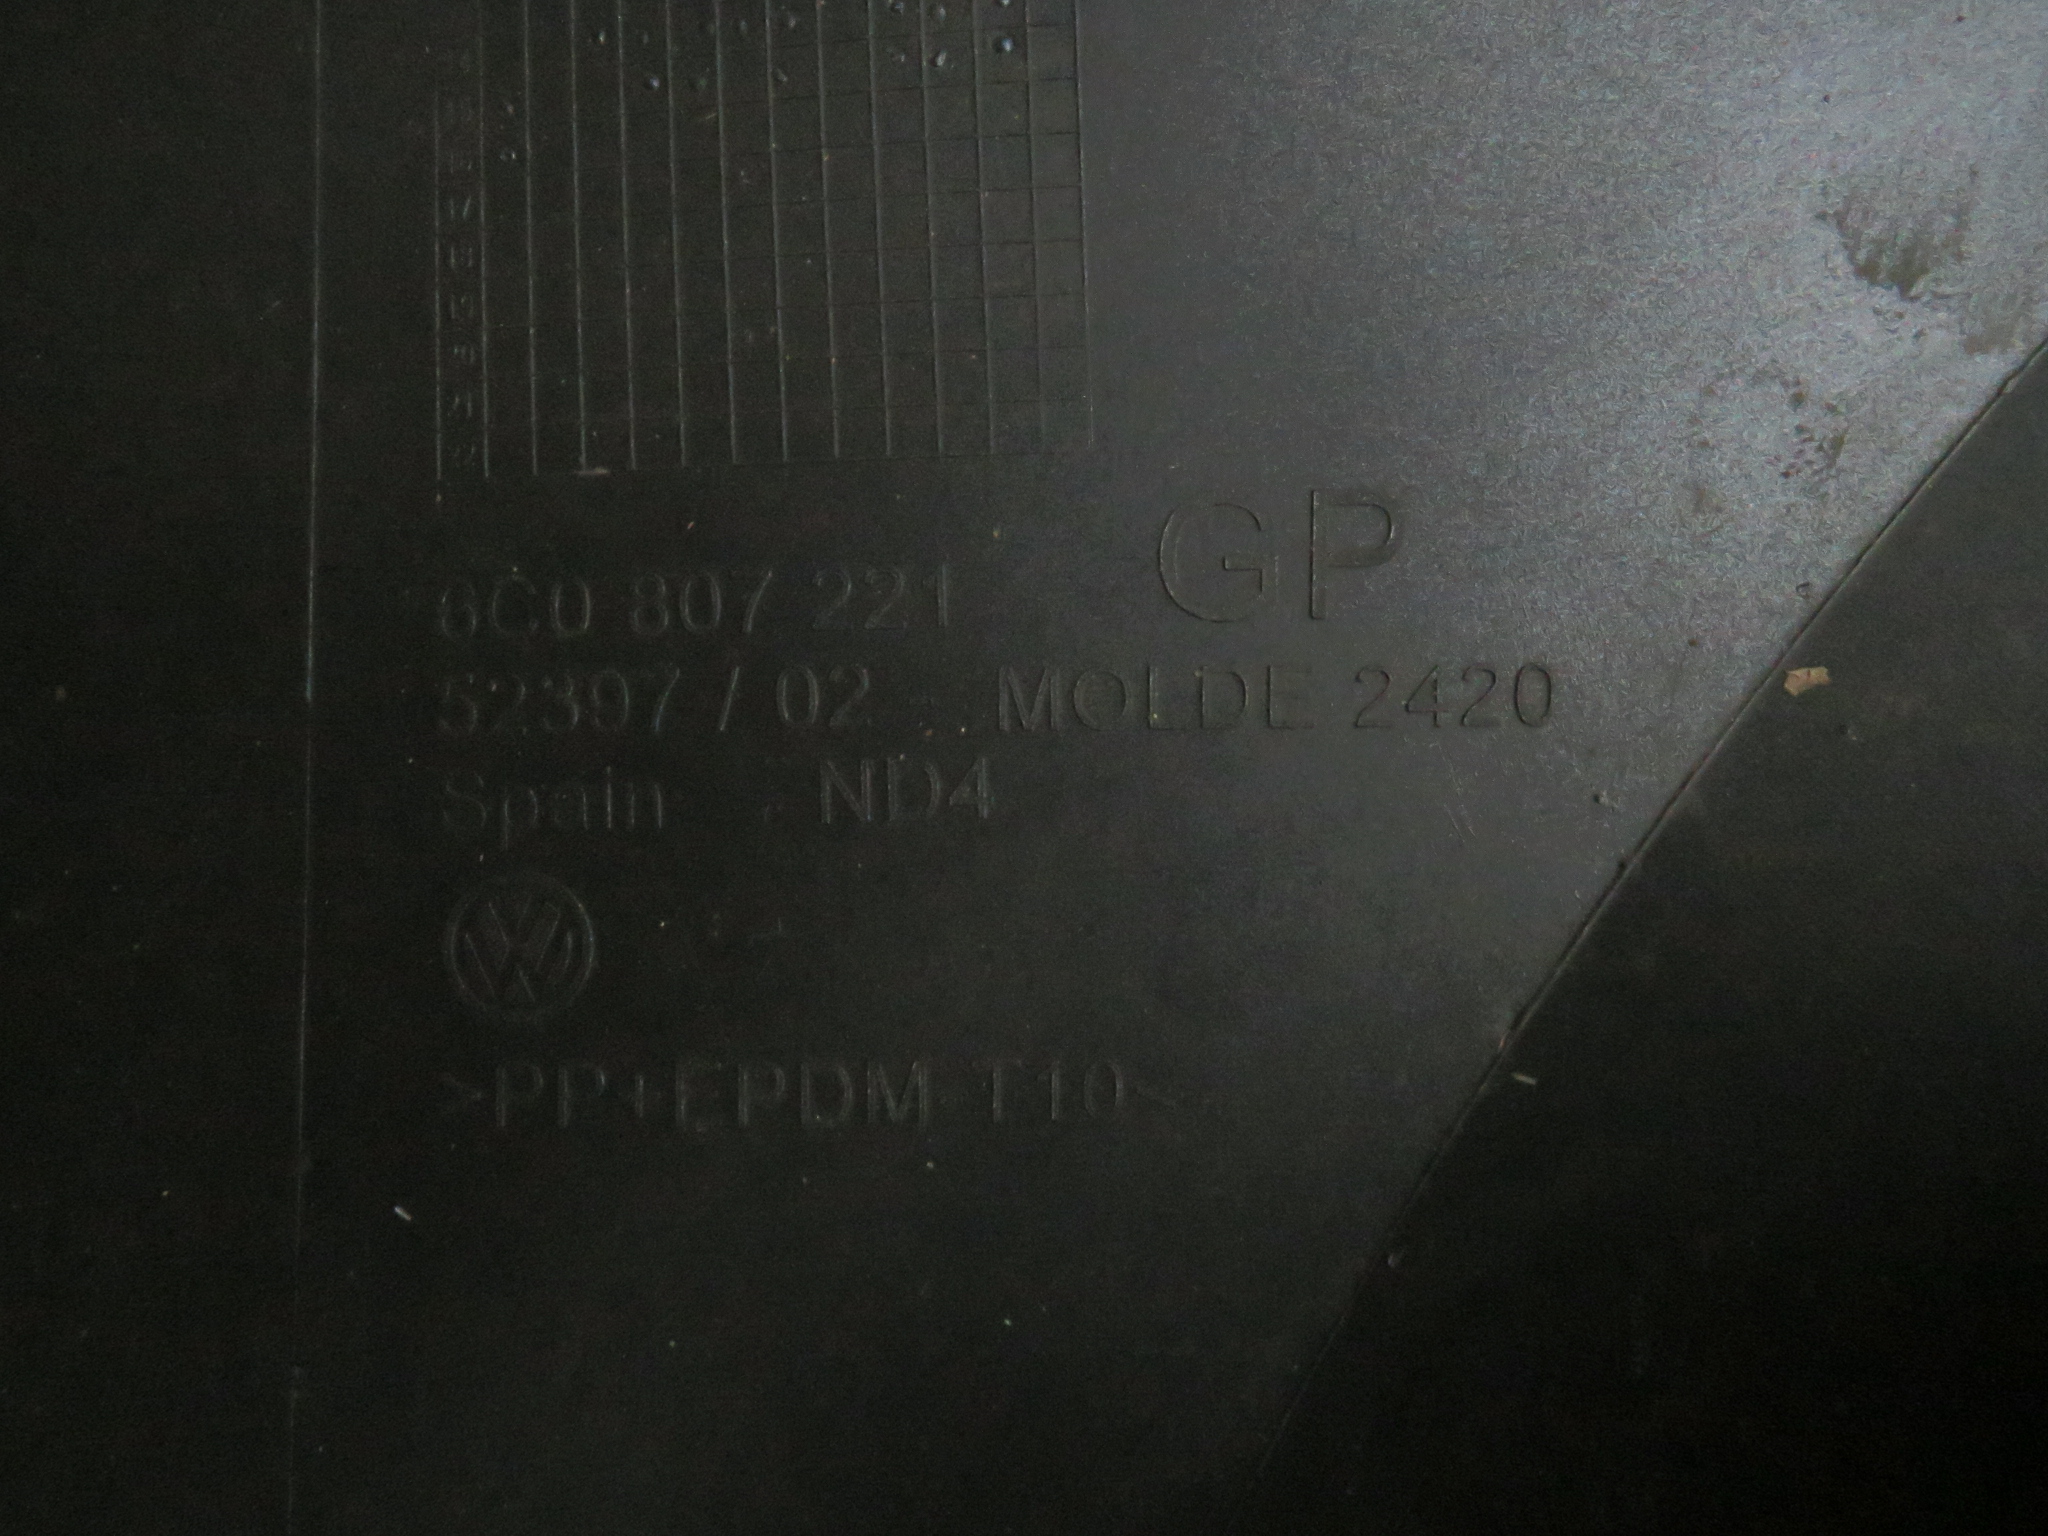 GP
6C0 807 221
52397 / 02 MOLDE 2420
Spain ND4
>PP+EPDM T10<